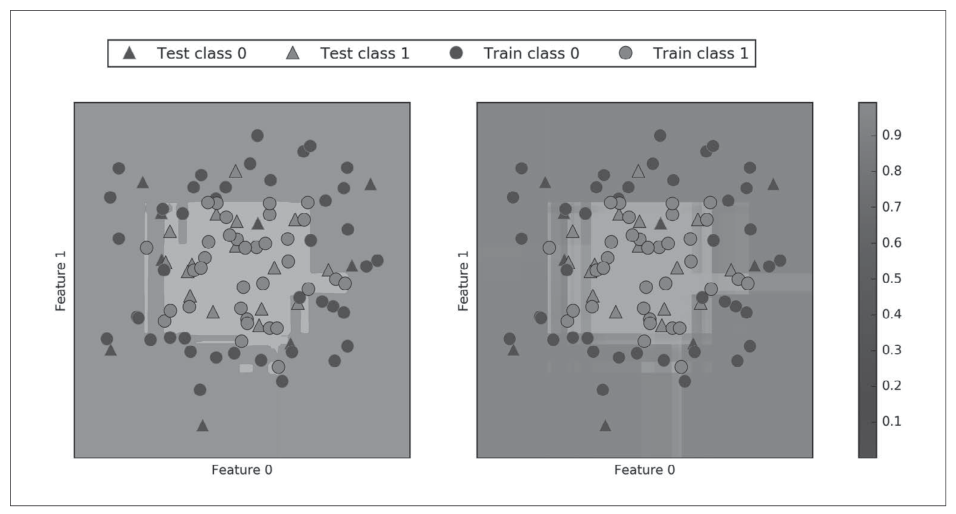 Test class 0 Test class 1 Train class 0 Train class 1
Feature 1
Feature 0
Feature 1
Feature 0
0.9
0.8
0.7
0.6
0.5
0.4
0.3
0.2
0.1